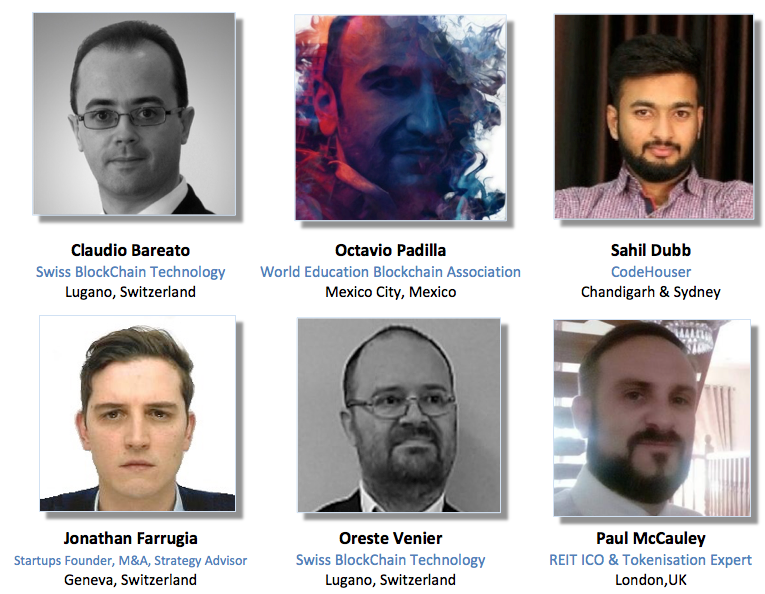 Claudio Bareato
Swiss BlockChain Technology
Lugano, Switzerland
Octavio Padilla
World Education Blockchain Association
Mexico City, Mexico
Sahil Dubb
CodeHouser
Chandigarh & Sydney
Jonathan Farrugia
Startups Founder, M&A, Strategy Advisor
Geneva, Switzerland
Oreste Venier
Swiss BlockChain Technology
Lugano, Switzerland
Paul McCauley
REIT ICO & Tokenisation Expert
London,UK